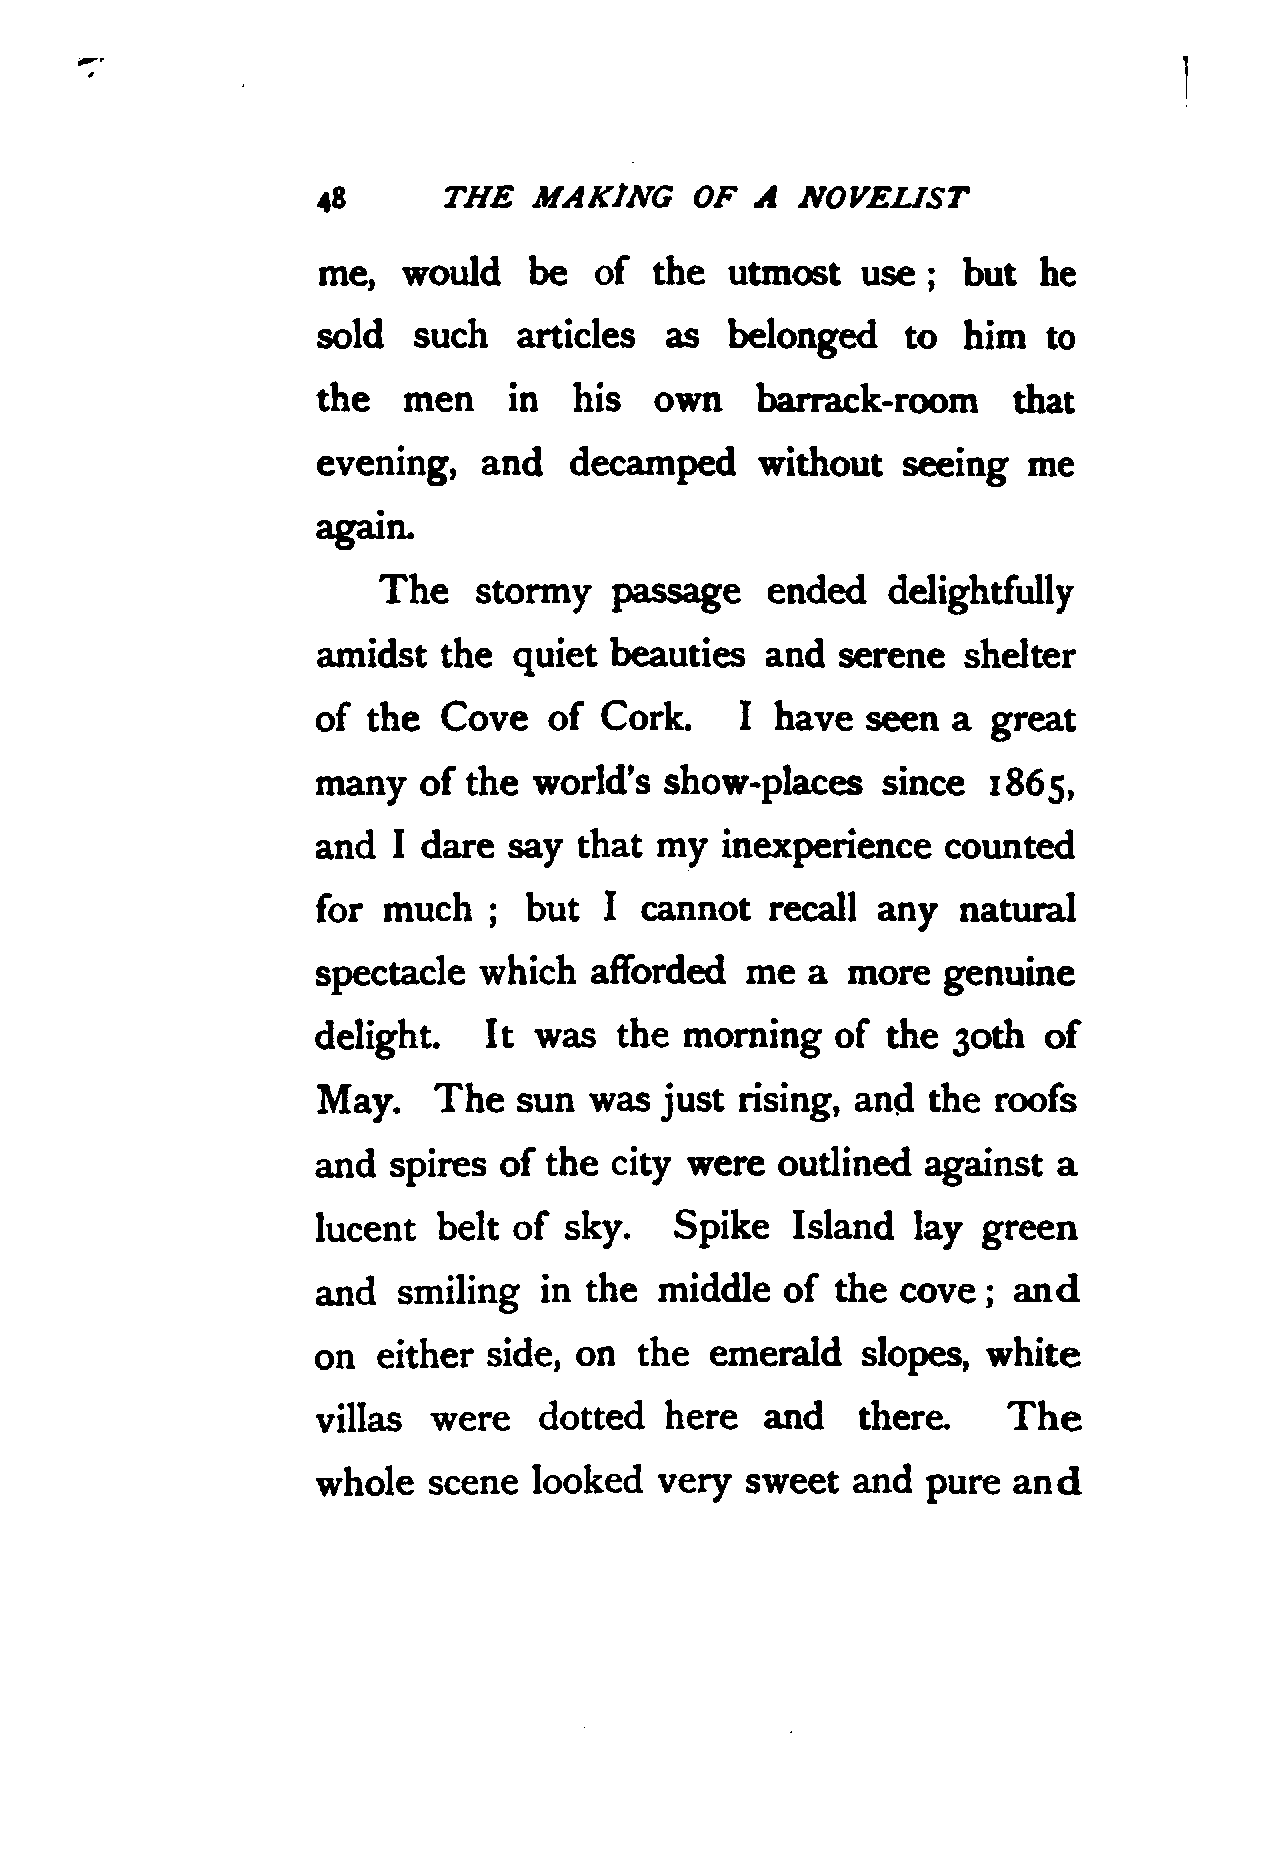 48 THE MAKING OF A NOVELIST
me, would be of the utmost use ; but he
sold such articles as belonged to him to
the men in his own barrack-room that
evening, and decamped without seeing me
again.
The stormy passage ended delightfully
amidst the quiet beauties and serene shelter
of the Cove of Cork. I have seen a great
many of the world's show-places since 1865,
and I dare say that my inexperience counted
for much ; but I cannot recall any natural
spectacle which afforded me a more genuine
delight. It was the morning of the 30th of
May. The sun was just rising, and the roofs
and spires of the city were outlined against a
lucent belt of sky. Spike Island lay green
and smiling in the middle of the cove ; and
on either side, on the emerald slopes, white
villas were dotted here and there. The
whole scene looked very sweet and pure and